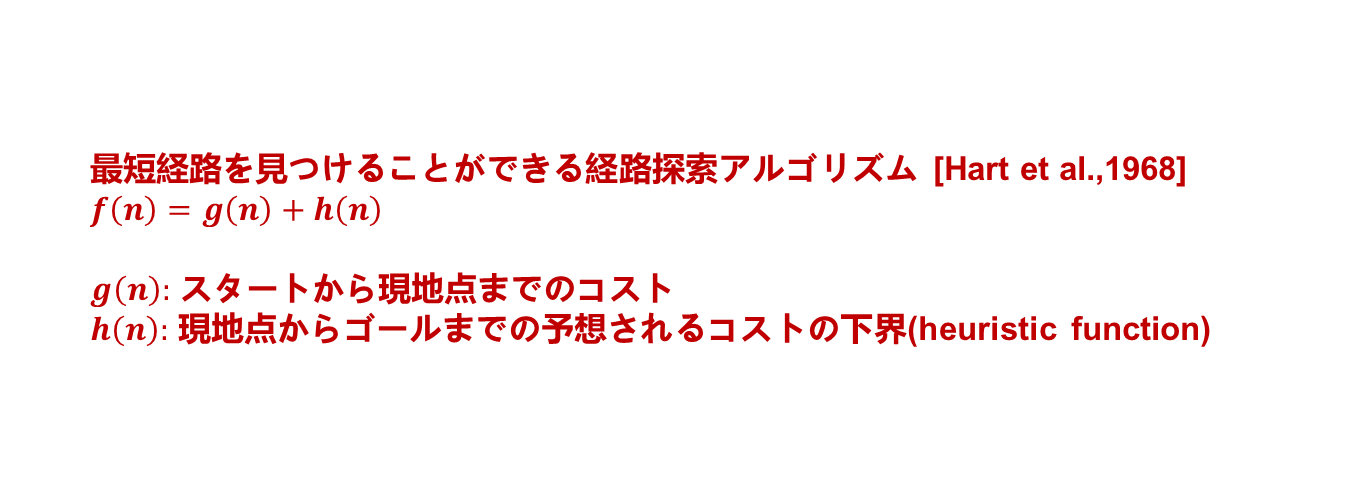 最短経路を見つけることができる経路探索アルゴリズム [Hart et al.,1968]
f(n) = g(n) + h(n)
g(n): スタートから現地点までのコスト
h(n): 現地点からゴールまでの予想されるコストの下界(heuristic function)